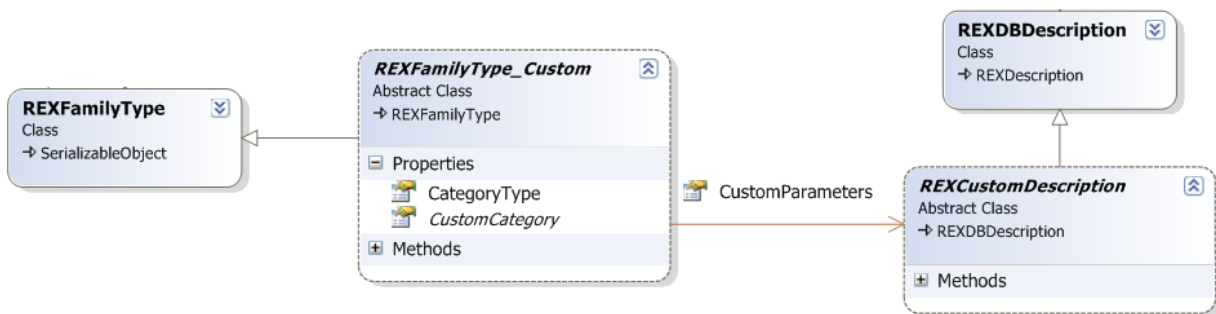 REXFamilyType
Class
SerializableObject
REXFamilyType_Custom
Abstract Class
REXFamilyType
Properties
CategoryType
CustomCategory
Methods
CustomParameters
REXDBDescription
Class
REXDescription
REXCustomDescription
Abstract Class
REXDBDescription
Methods